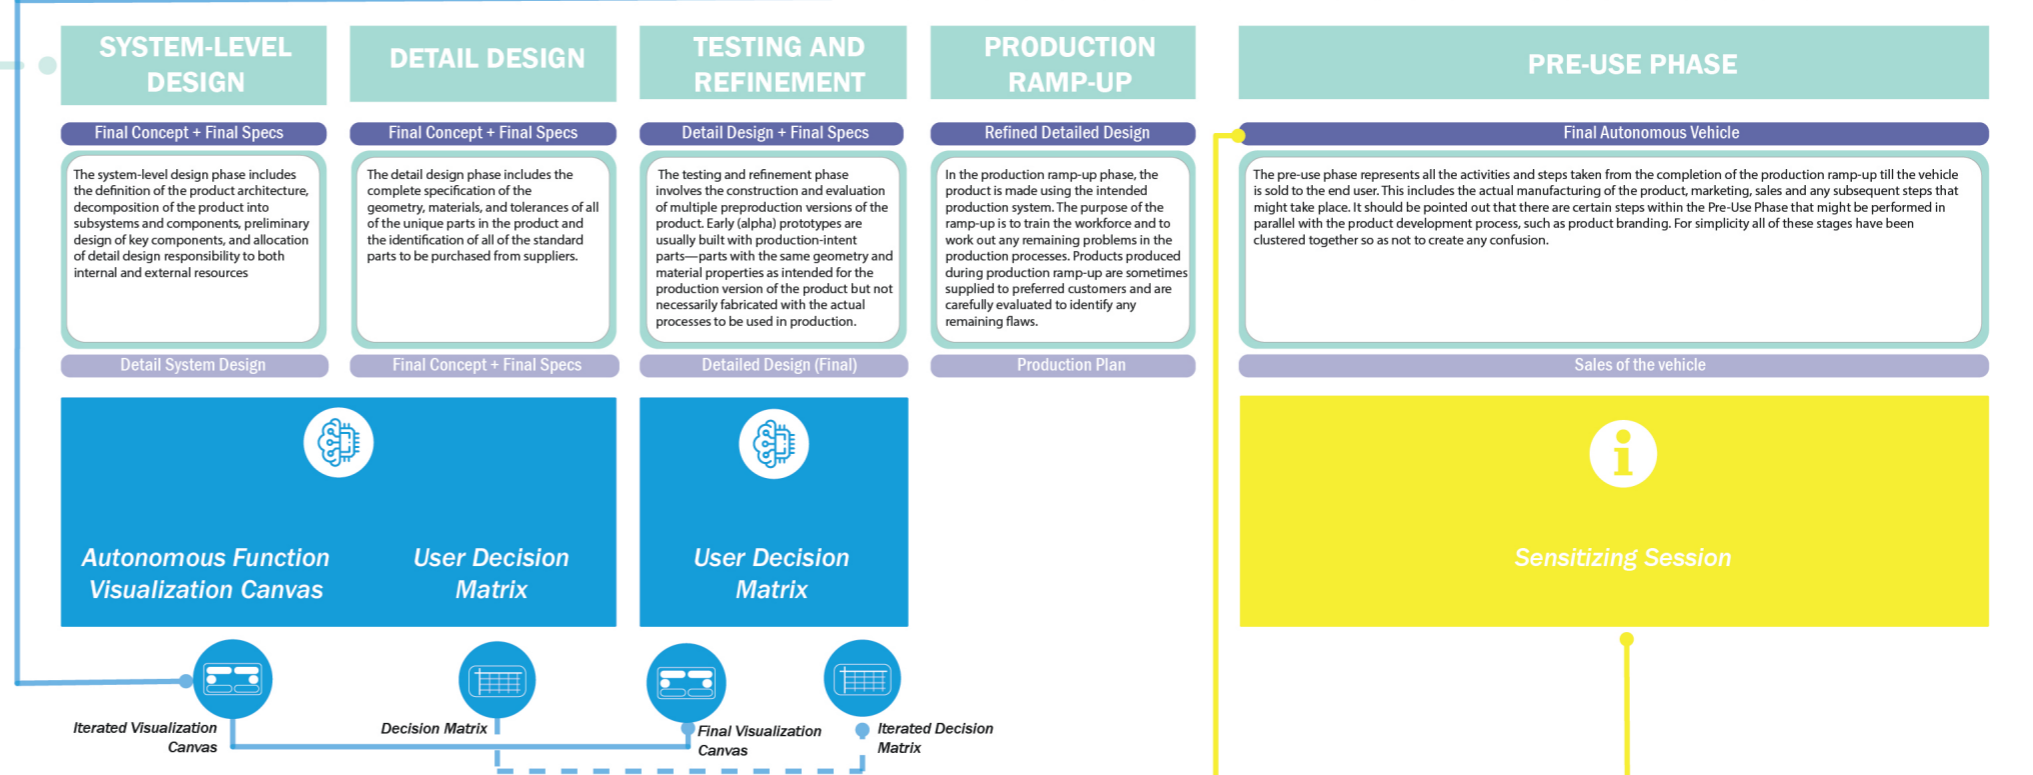 SYSTEM-LEVEL
DESIGN
Final Concept + Final Specs
The system-level design phase includes
the definition of the product architecture,
decomposition of the product into
subsystems and components, preliminary
design of key components, and allocation
of detail design responsibility to both
internal and external resources
Detail System Design
DETAIL DESIGN
Final Concept + Final Specs
The detail design phase includes the
complete specification of the
geometry, materials, and tolerances of all
of the unique parts in the product and
the identification of all of the standard
parts to be purchased from suppliers.
Final Concept + Final Specs
TESTING AND
REFINEMENT
Detail Design + Final Specs
The testing and refinement phase
involves the construction and evaluation
of multiple preproduction versions of the
product. Early (alpha) prototypes are
usually built with production-intent
parts—parts with the same geometry and
material properties as intended for the
production version of the product but not
necessarily fabricated with the actual
processes to be used in production.
Detailed Design (Final)
PRODUCTION
RAMP-UP
Refined Detailed Design
In the production ramp-up phase, the
product is made using the intended
production system. The purpose of the
ramp-up is to train the workforce and to
work out any remaining problems in the
production processes. Products produced
during production ramp-up are sometimes
supplied to preferred customers and are
carefully evaluated to identify any
remaining flaws.
Production Plan
PRE-USE PHASE
Final Autonomous Vehicle
The pre-use phase represents all the activities and steps taken from the completion of the production ramp-up till the vehicle
is sold to the end user. This includes the actual manufacturing of the product, marketing, sales and any subsequent steps that
might take place. It should be pointed out that there are certain steps within the Pre-Use Phase that might be performed in
parallel with the product development process, such as product branding. For simplicity all of these stages have been
clustered together so as not to create any confusion.
Sales of the vehicle
Autonomous Function
Visualization Canvas
User Decision
Matrix
User Decision
Matrix
i
Sensitizing Session
Iterated Visualization
Canvas
Decision Matrix
Final Visualization
Canvas
Iterated Decision
Matrix